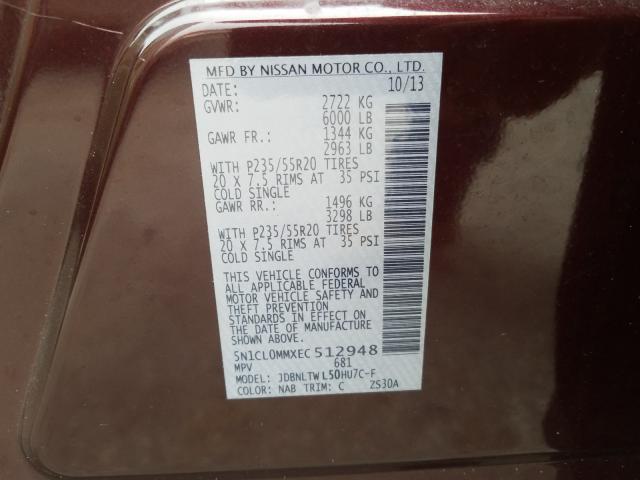 MFD BY NISSAN MOTOR CO., LTD.
DATE: 10/13
GVWR: 2722 KG
6000 LB
GAWR FR.: 1344 KG
2963 LB
WITH P235/55R20 TIRES
20 X 7.5 RIMS AT 35 PSI
COLD SINGLE
GAWR RR.: 1496 KG
3298 LB
WITH P235/55R20 TIRES
20 X 7.5 RIMS AT 35 PSI
COLD SINGLE
THIS VEHICLE CONFORMS TO
ALL APPLICABLE FEDERAL
MOTOR VEHICLE SAFETY AND
THEFT PREVENTION
STANDARDS IN EFFECT ON
THE DATE OF MANUFACTURE
SHOWN ABOVE.
5N1CL0MMXEC512948
MPV 681
MODEL: JDBNLTWL50HU7C-F
COLOR: NAB TRIM: C ZS30A